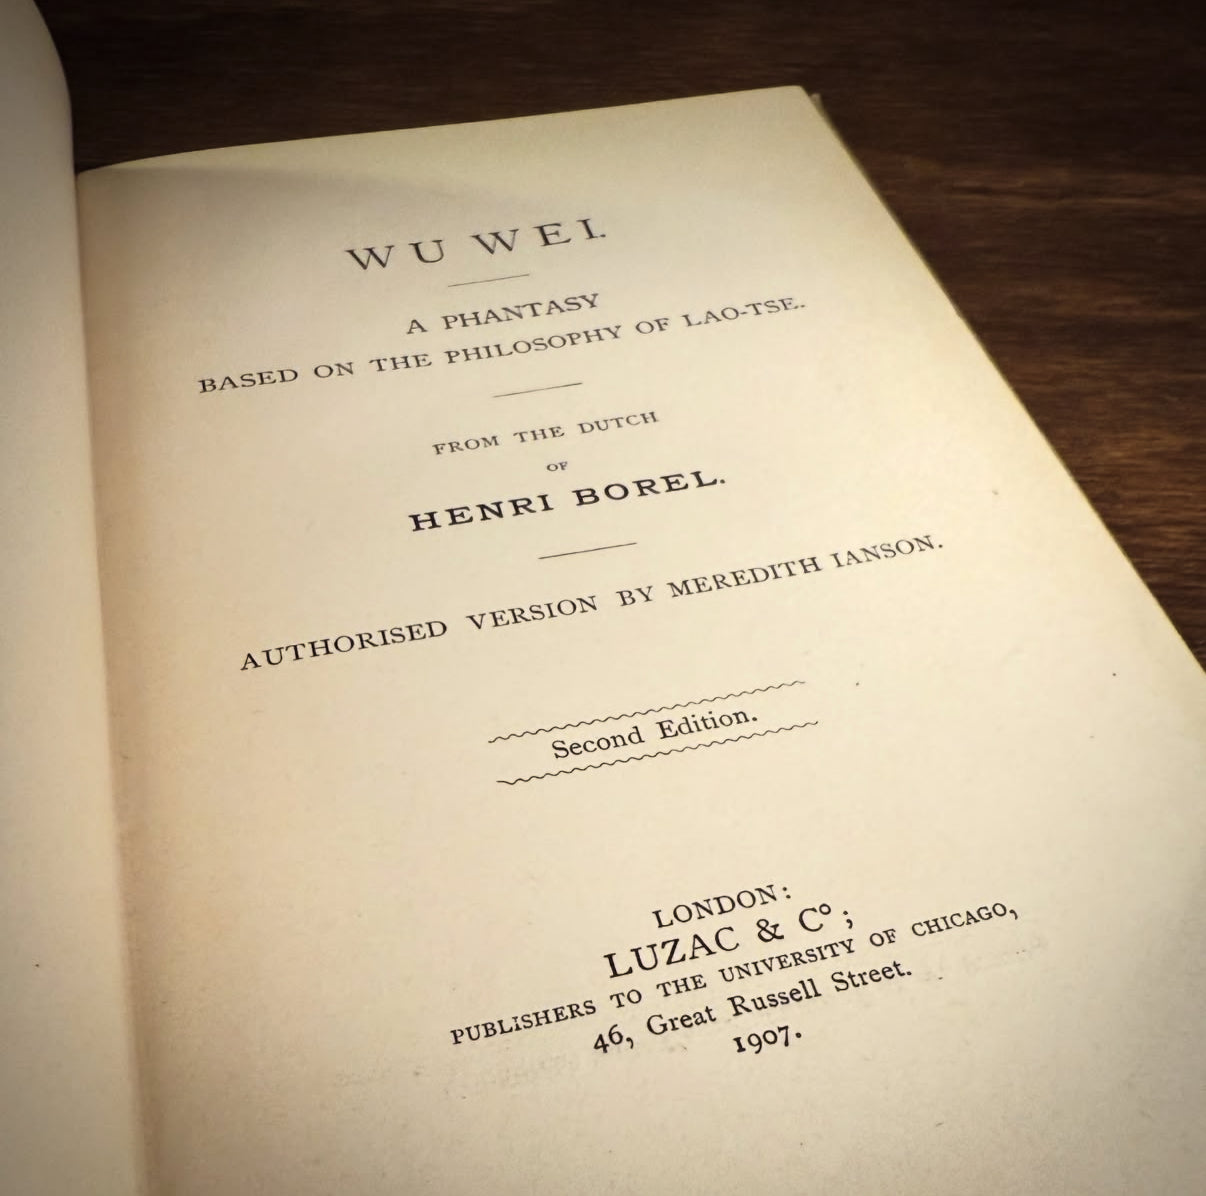 WU WEI.
A PHANTASY
BASED ON THE PHILOSOPHY OF LAO-TSE.
FROM THE DUTCH
OF
HENRI BOREL.
AUTHORISED VERSION BY MEREDITH IANSON.
Second Edition.
LONDON:
LUZAC & Cº;
PUBLISHERS TO THE UNIVERSITY OF CHICAGO,
46, Great Russell Street.
1907.